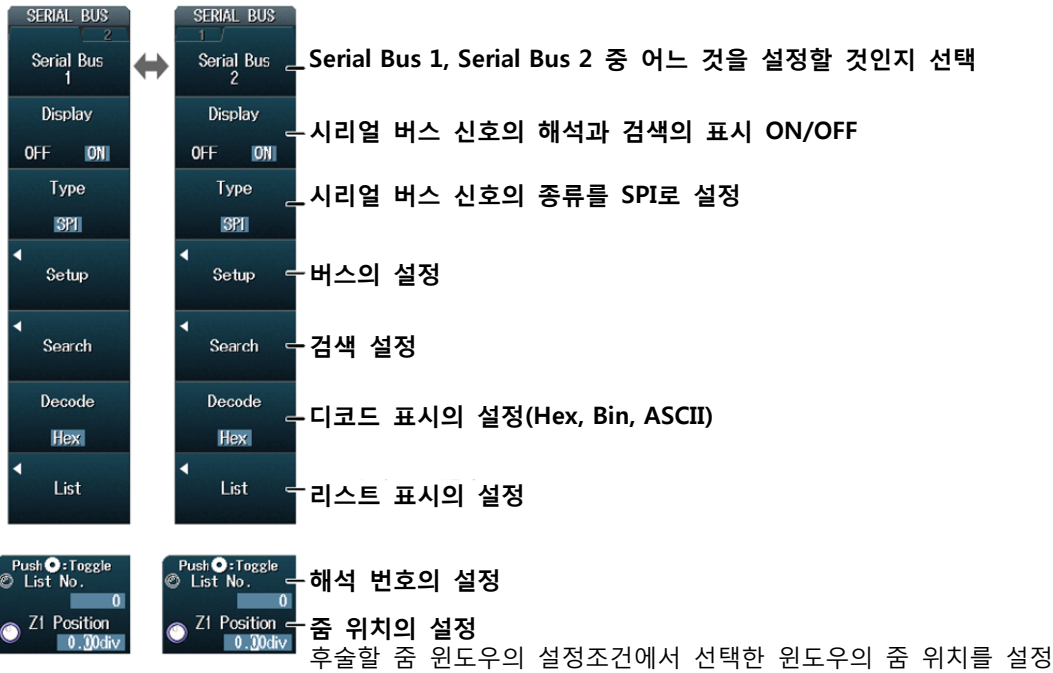 SERIAL BUS
2
Serial Bus
1
Display
OFF ON
Type
SPI
Setup
Search
Decode
Hex
List
Push :Toggle
List No.
0
Z1 Position
0.00div
SERIAL BUS
1
Serial Bus
2
Display
OFF ON
Type
SPI
Setup
Search
Decode
Hex
List
Push :Toggle
List No.
0
Z1 Position
0.00div
Serial Bus 1, Serial Bus 2 중 어느 것을 설정할 것인지 선택
시리얼 버스 신호의 해석과 검색의 표시 ON/OFF
시리얼 버스 신호의 종류를 SPI로 설정
버스의 설정
검색 설정
디코드 표시의 설정(Hex, Bin, ASCII)
리스트 표시의 설정
해석 번호의 설정
줌 위치의 설정
후술할 줌 윈도우의 설정조건에서 선택한 윈도우의 줌 위치를 설정